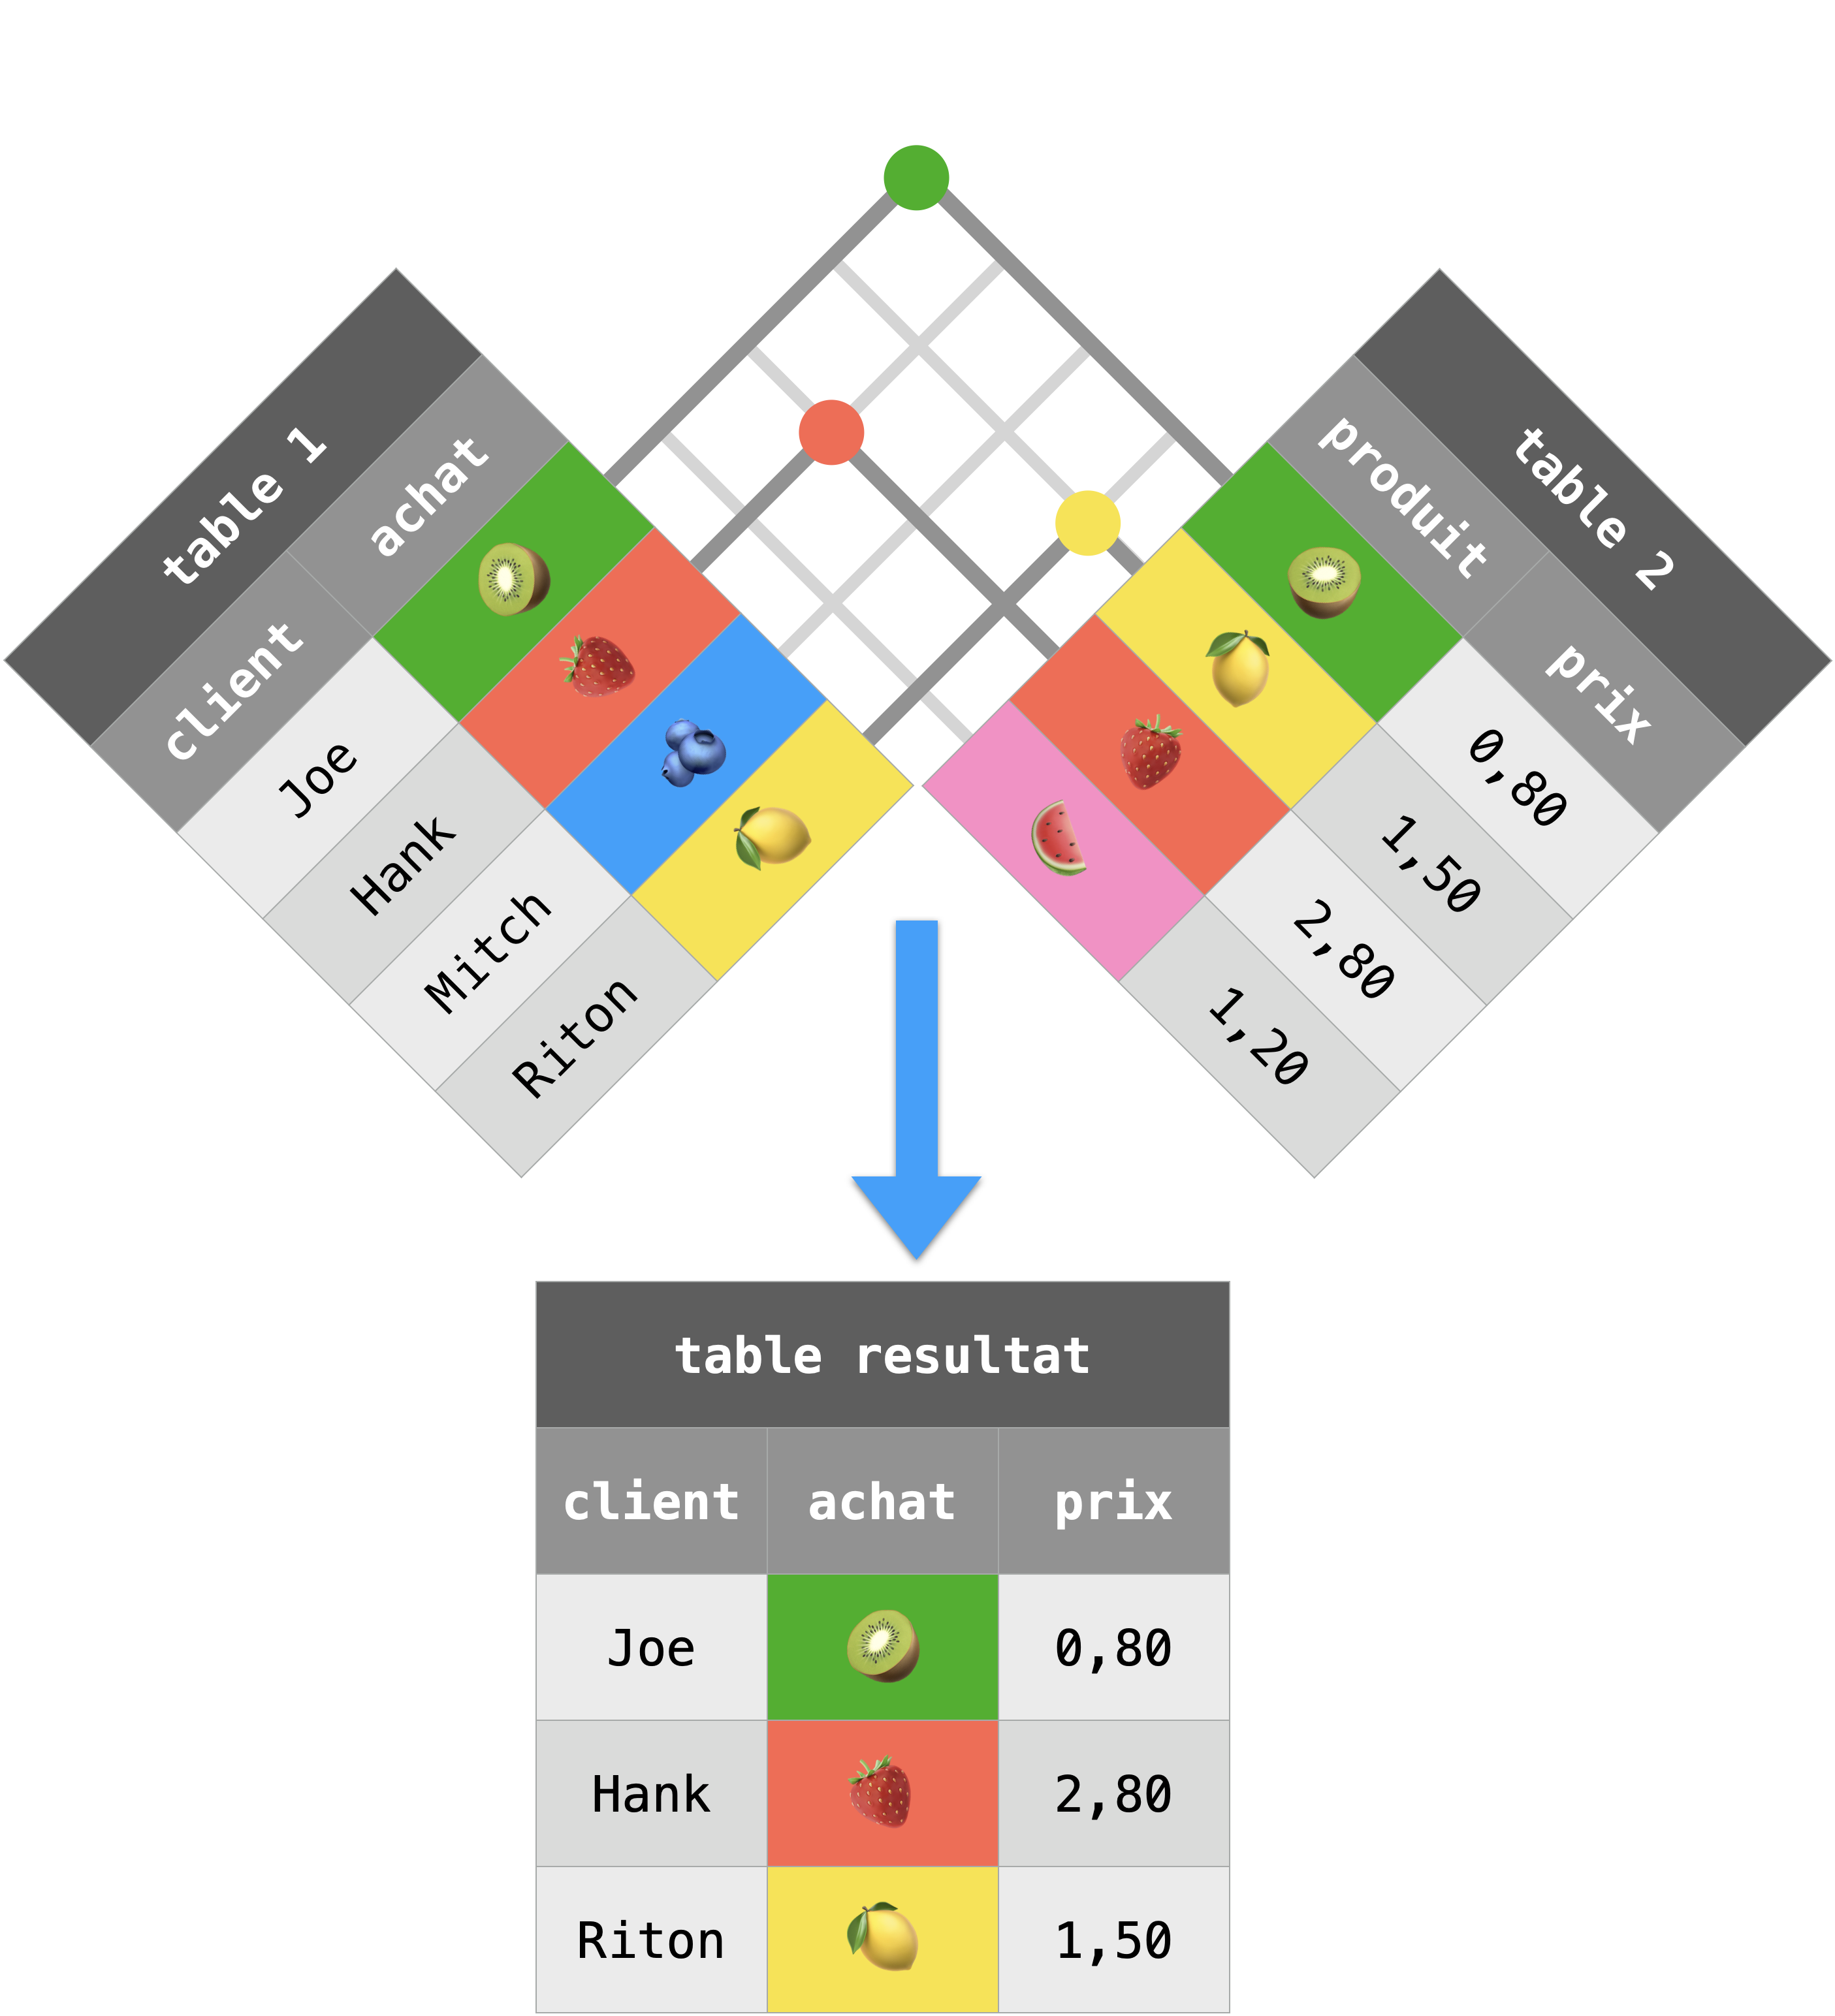 table 1
client achat
Joe
Hank
Mitch
Riton
table 2
produit prix
0,80
1,50
2,80
1,20
table resultat
client achat prix
Joe 0,80
Hank 2,80
Riton 1,50